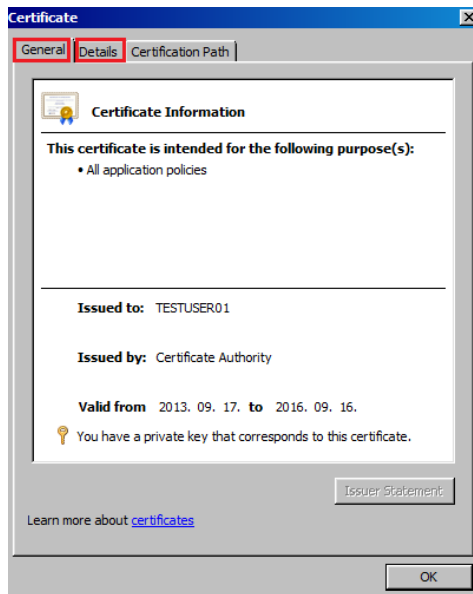 Certificate
General Details Certification Path
Certificate Information
This certificate is intended for the following purpose(s):
• All application policies
Issued to: TESTUSER01
Issued by: Certificate Authority
Valid from 2013. 09. 17. to 2016. 09. 16.
You have a private key that corresponds to this certificate.
Issuer Statement
Learn more about certificates
OK